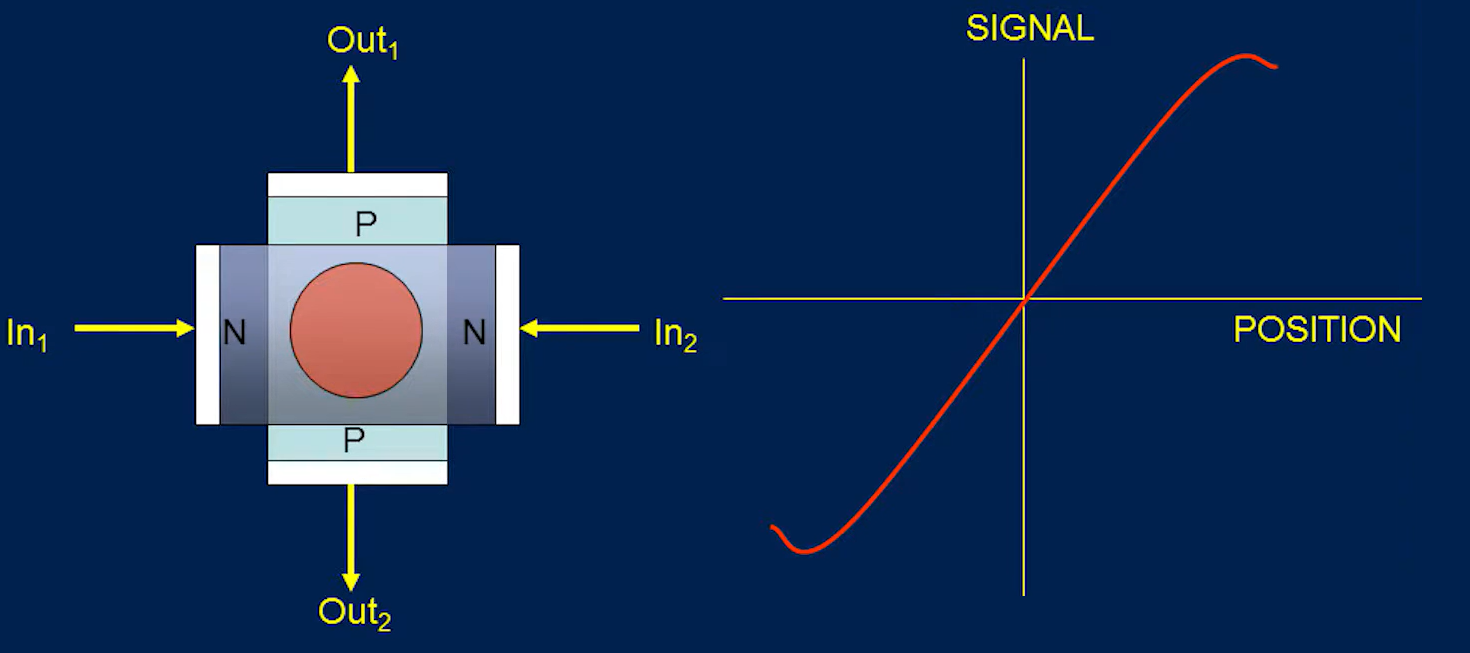 Out₁
P
In₁
N
N
In₂
P
Out₂
SIGNAL
POSITION